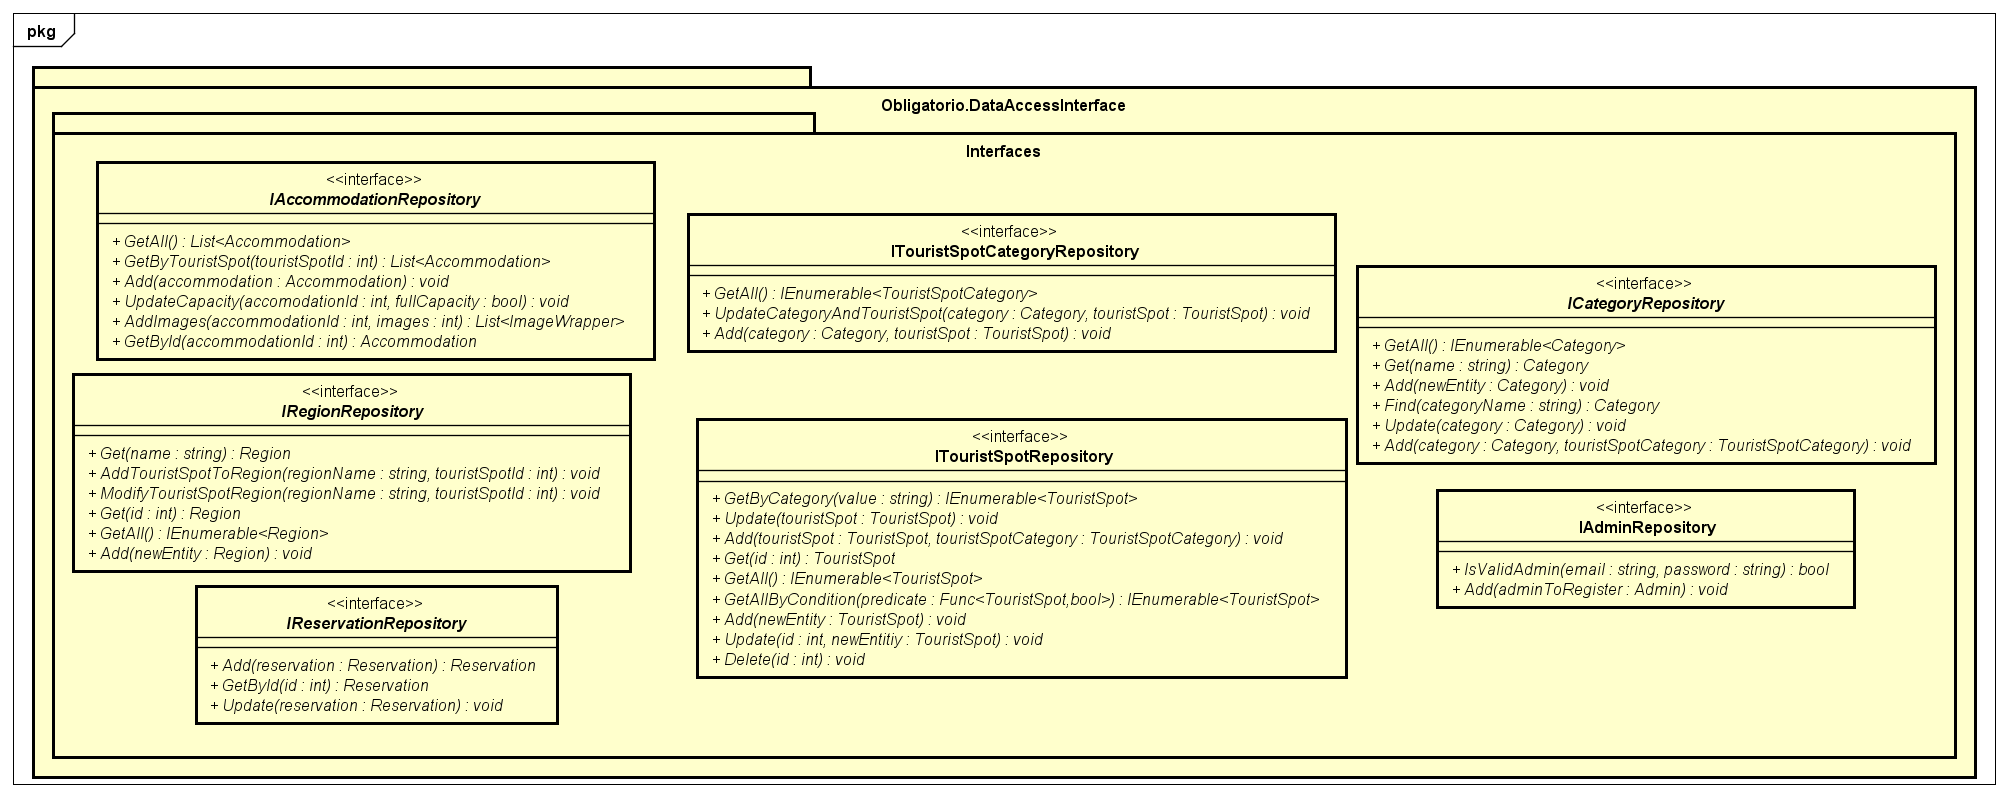 pkg
Obligatorio.DataAccessInterface
Interfaces
<<interface>>
IAccommodationRepository
+ GetAll() : List<Accommodation>
+ GetByTouristSpot(touristSpotId : int) : List<Accommodation>
+ Add(accommodation : Accommodation) : void
+ UpdateCapacity(accomodationId : int, fullCapacity : bool) : void
+ AddImages(accommodationId : int, images : int) : List<ImageWrapper>
+ GetById(accommodationId : int) : Accommodation
<<interface>>
IRegionRepository
+ Get(name : string) : Region
+ AddTouristSpotToRegion(regionName : string, touristSpotId : int) : void
+ ModifyTouristSpotRegion(regionName : string, touristSpotId : int) : void
+ Get(id : int) : Region
+ GetAll() : IEnumerable<Region>
+ Add(newEntity : Region) : void
<<interface>>
IReservationRepository
+ Add(reservation : Reservation) : Reservation
+ GetById(id : int) : Reservation
+ Update(reservation : Reservation) : void
<<interface>>
ITouristSpotCategoryRepository
+ GetAll() : IEnumerable<TouristSpotCategory>
+ UpdateCategoryAndTouristSpot(category : Category, touristSpot : TouristSpot) : void
+ Add(category : Category, touristSpot : TouristSpot) : void
<<interface>>
ITouristSpotRepository
+ GetByCategory(value : string) : IEnumerable<TouristSpot>
+ Update(touristSpot : TouristSpot) : void
+ Add(touristSpot : TouristSpot, touristSpotCategory : TouristSpotCategory) : void
+ Get(id : int) : TouristSpot
+ GetAll() : IEnumerable<TouristSpot>
+ GetAllByCondition(predicate : Func<TouristSpot,bool>) : IEnumerable<TouristSpot>
+ Add(newEntity : TouristSpot) : void
+ Update(id : int, newEntitiy : TouristSpot) : void
+ Delete(id : int) : void
<<interface>>
ICategoryRepository
+ GetAll() : IEnumerable<Category>
+ Get(name : string) : Category
+ Add(newEntity : Category) : void
+ Find(categoryName : string) : Category
+ Update(category : Category) : void
+ Add(category : Category, touristSpotCategory : TouristSpotCategory) : void
<<interface>>
IAdminRepository
+ IsValidAdmin(email : string, password : string) : bool
+ Add(adminToRegister : Admin) : void